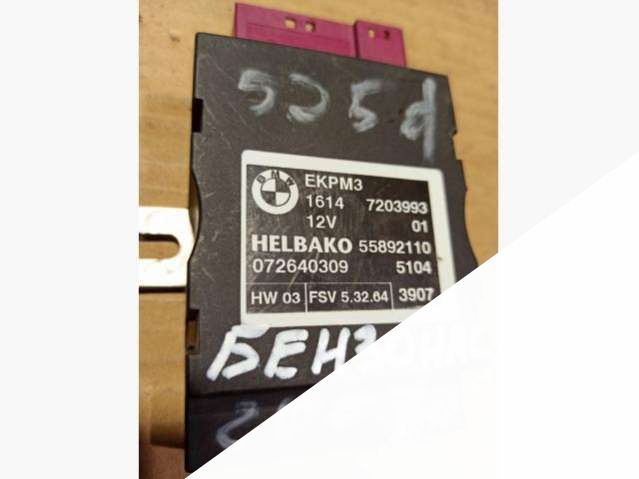 525d
BMW
EKPM3
1614 7203993
12V 01
HELBAKO 55892110
072640309 5104
HW 03 FSV 5.32.64 3907